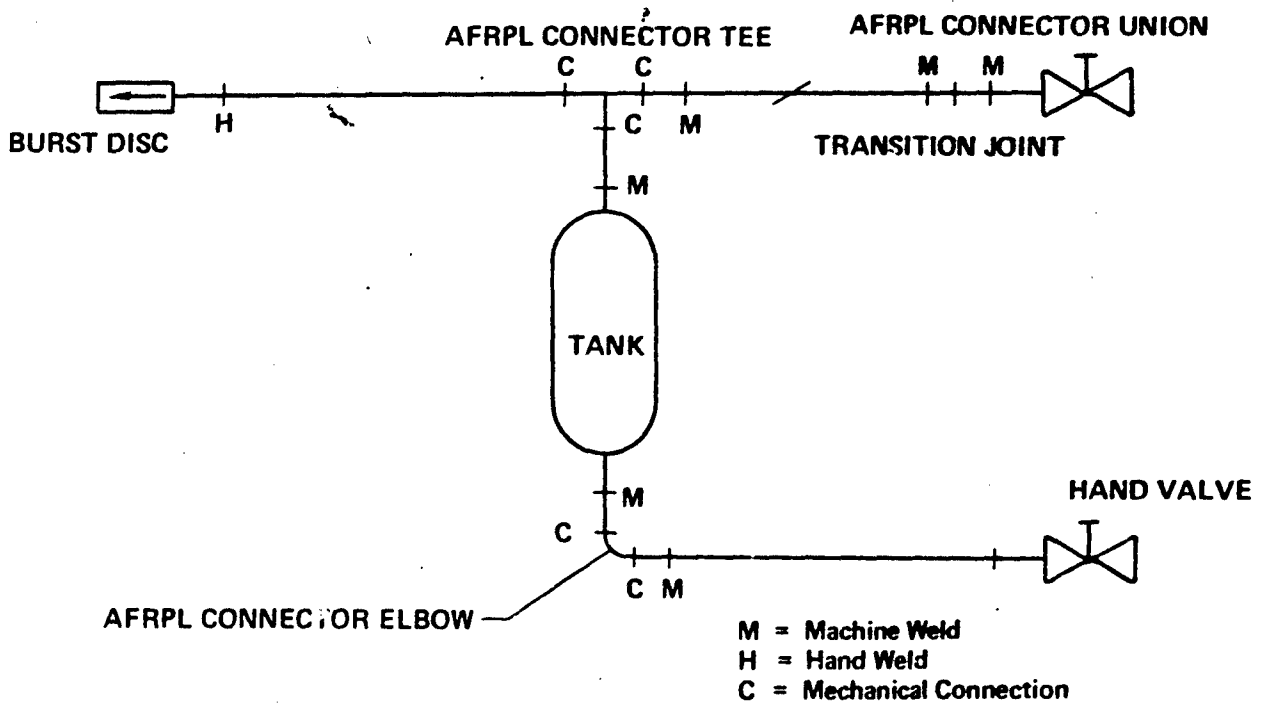 AFRPL CONNECTOR TEE
AFRPL CONNECTOR UNION
C
C
M
M
H
C
M
BURST DISC
TRANSITION JOINT
M
TANK
M
HAND VALVE
C
C
M
AFRPL CONNECTOR ELBOW
M = Machine Weld
H = Hand Weld
C = Mechanical Connection